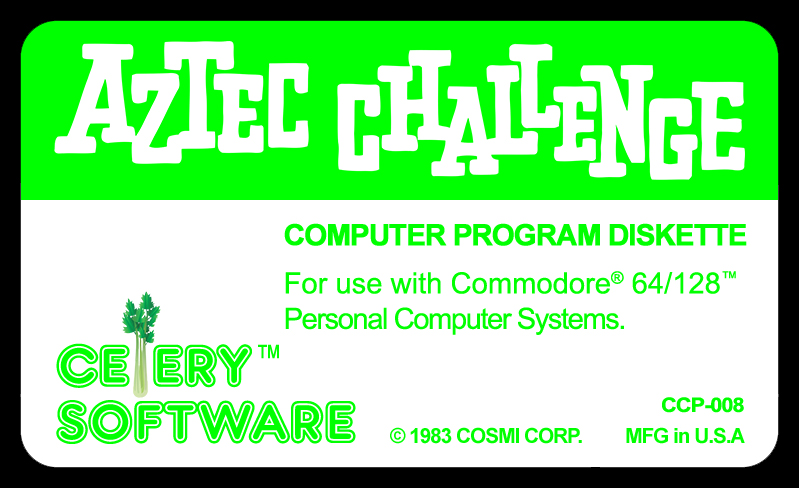 AZTEC CHALLENGE
COMPUTER PROGRAM DISKETTE
For use with Commodore® 64/128™
Personal Computer Systems.
CELERY™
SOFTWARE
CCP-008
© 1983 COSMI CORP. MFG in U.S.A